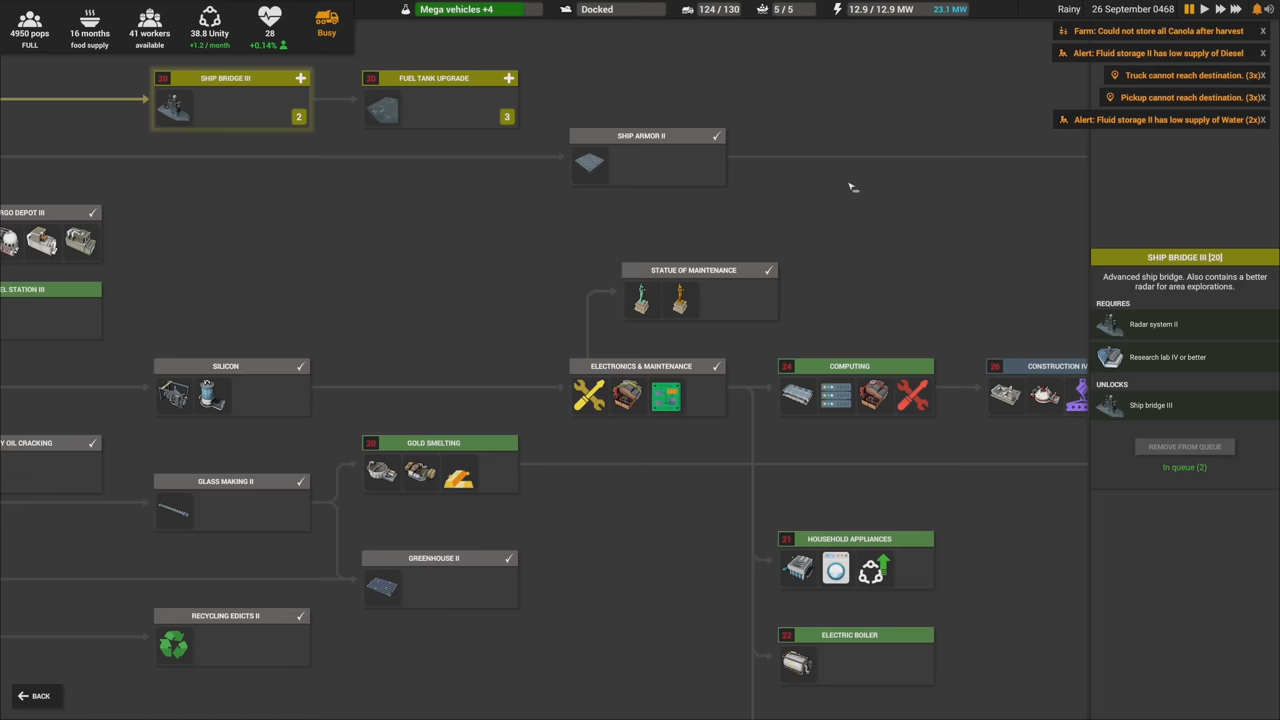 4950 pops
FULL
16 months
food supply
41 workers
available
38.8 Unity
+1.2 / month
28
+0.14%
Busy
Mega vehicles +4
Docked
124 / 130
5 / 5
12.9 / 12.9 MW
23.1 MW
Rainy
26 September 0468
Farm: Could not store all Canola after harvest X
Alert: Fluid storage II has low supply of Diesel X
Truck cannot reach destination. (3x) X
Pickup cannot reach destination. (3x) X
Alert: Fluid storage II has low supply of Water (2x) X
20 SHIP BRIDGE III
2
20 FUEL TANK UPGRADE
3
SHIP ARMOR II
RGO DEPOT III
EL STATION III
STATUE OF MAINTENANCE
SILICON
ELECTRONICS & MAINTENANCE
24 COMPUTING
26 CONSTRUCTION IV
Y OIL CRACKING
20 GOLD SMELTING
GLASS MAKING II
GREENHOUSE II
21 HOUSEHOLD APPLIANCES
RECYCLING EDICTS II
22 ELECTRIC BOILER
SHIP BRIDGE III [20]
Advanced ship bridge. Also contains a better
radar for area explorations.
REQUIRES
Radar system II
Research lab IV or better
UNLOCKS
Ship bridge III
REMOVE FROM QUEUE
In queue (2)
BACK